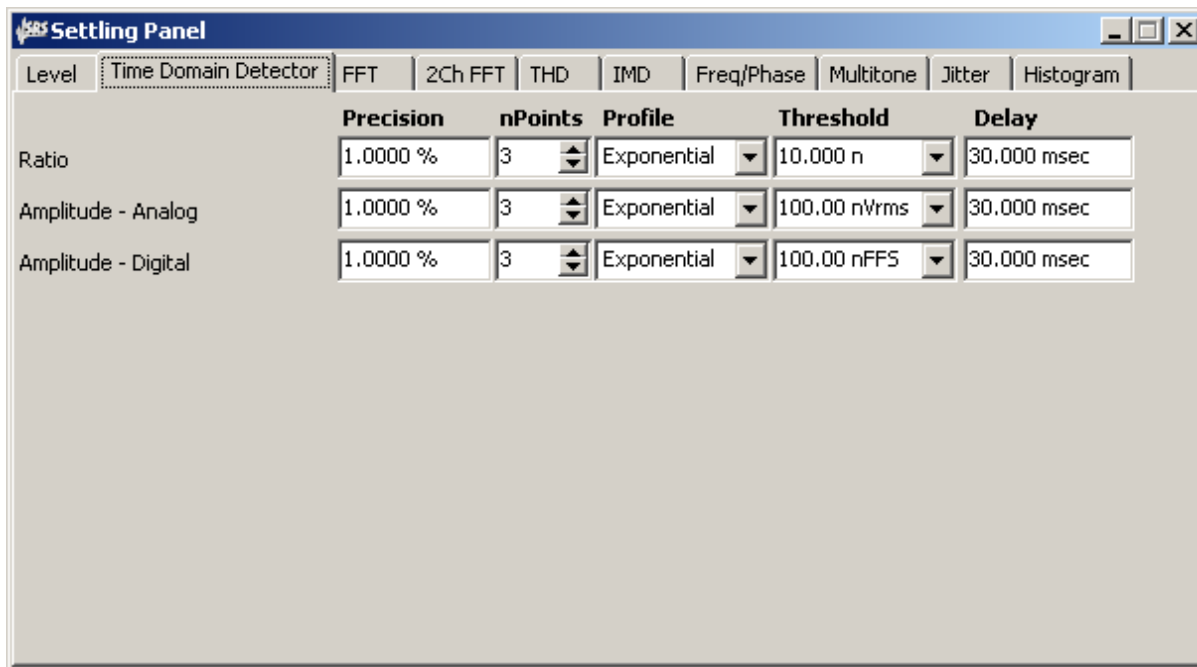 SRS Settling Panel
Level Time Domain Detector FFT 2Ch FFT THD IMD Freq/Phase Multitone Jitter Histogram
Precision nPoints Profile Threshold Delay
Ratio 1.0000 % 3 Exponential 10.000 n 30.000 msec
Amplitude - Analog 1.0000 % 3 Exponential 100.00 nVrms 30.000 msec
Amplitude - Digital 1.0000 % 3 Exponential 100.00 nFFS 30.000 msec